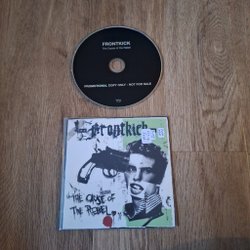 FRONTKICK
The Cause of the Rebel
PROMOTIONAL COPY ONLY - NOT FOR SALE
Frontkick
THE CAUSE OF
THE REBEL